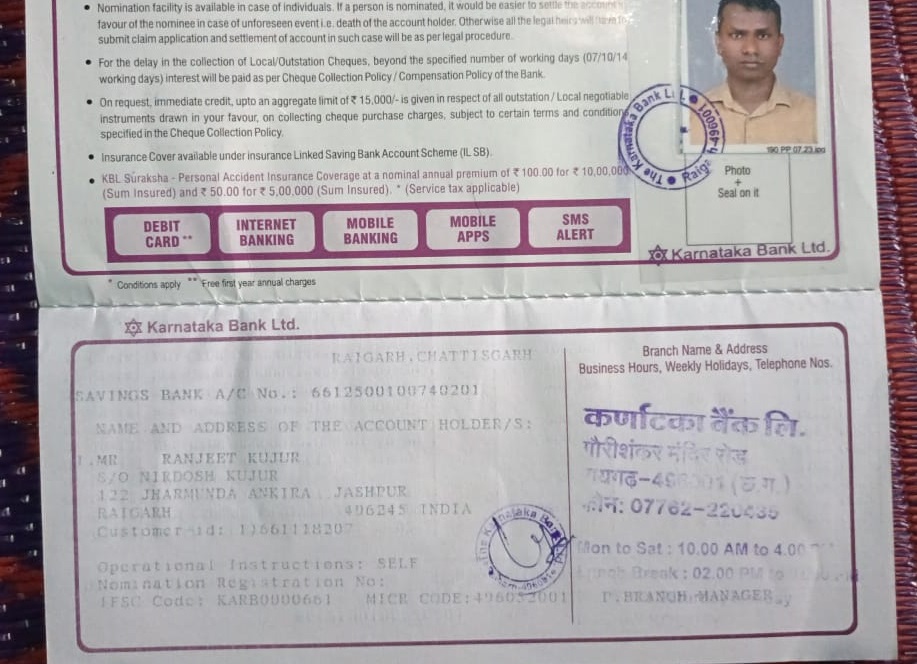 • Nomination facility is available in case of individuals. If a person is nominated, it would be easier to settle the account
favour of the nominee in case of unforeseen event i.e. death of the account holder. Otherwise all the legal heirs will
submit claim application and settlement of account in such case will be as per legal procedure.
• For the delay in the collection of Local/Outstation Cheques, beyond the specified number of working days (07/10/14
working days) interest will be paid as per Cheque Collection Policy / Compensation Policy of the Bank.
• On request, immediate credit, upto an aggregate limit of ₹ 15,000/- is given in respect of all outstation / Local negotiable
instruments drawn in your favour, on collecting cheque purchase charges, subject to certain terms and condition
specified in the Cheque Collection Policy.
• Insurance Cover available under insurance Linked Saving Bank Account Scheme (IL SB).
• KBL Suraksha - Personal Accident Insurance Coverage at a nominal annual premium of ₹ 100.00 for ₹ 10,00,000
(Sum Insured) and ₹ 50.00 for ₹ 5,00,000 (Sum Insured). * (Service tax applicable)
DEBIT CARD **
INTERNET BANKING
MOBILE BANKING
MOBILE APPS
SMS ALERT
* Conditions apply ** Free first year annual charges
190 PP 07.23.jpg
The Karnataka Bank Ltd. Raigarh 496001
Photo
+
Seal on it
Karnataka Bank Ltd.
Karnataka Bank Ltd.
RAIGARH,CHATTISGARH
SAVINGS BANK A/C No.: 6612500100740201
NAME AND ADDRESS OF THE ACCOUNT HOLDER/S:
1.MR RANJEET KUJUR
S/O NIRDOSH KUJUR
122 JHARMUNDA ANKIRA JASHPUR
RAIGARH 496245 INDIA
Customer-id:
Operational Instructions: SELF
Nomination Registration No:
IFSC Code: KARB0000661 MICR CODE:496052001
The Karnataka Bank
Branch Name & Address
Business Hours, Weekly Holidays, Telephone Nos.
कर्णाटका बैंक लि.
गौरीशंकर मंदिर रोड
रायगढ़-496001 (छ.ग.)
फोन: 07762-220435
Mon to Sat : 10.00 AM to 4.00
Lunch Break : 02.00 PM to
BRANCH MANAGER